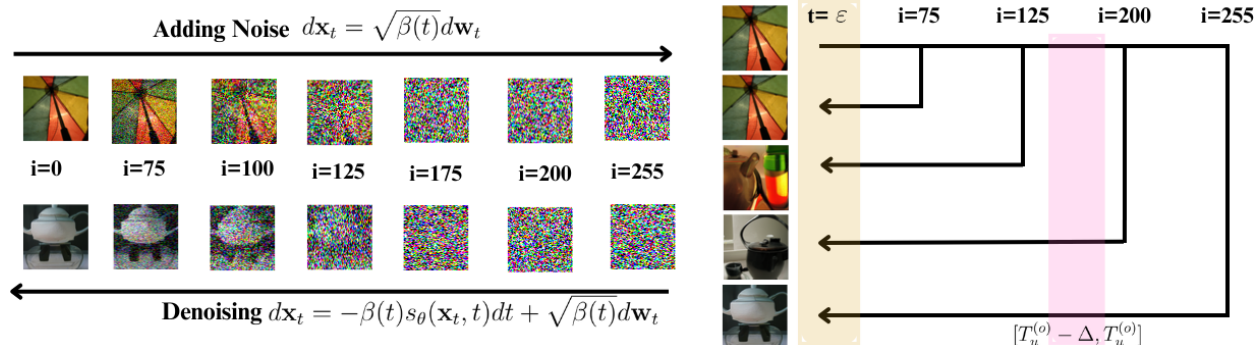 Adding Noise $d\mathbf{x}_t = \sqrt{\beta(t)}d\mathbf{w}_t$
i=0 i=75 i=100 i=125 i=175 i=200 i=255
Denoising $d\mathbf{x}_t = -\beta(t)s_\theta(\mathbf{x}_t, t)dt + \sqrt{\beta(t)}d\mathbf{w}_t$
t= ε i=75 i=125 i=200 i=255
$[T_u^{(o)} - \Delta, T_u^{(o)}]$